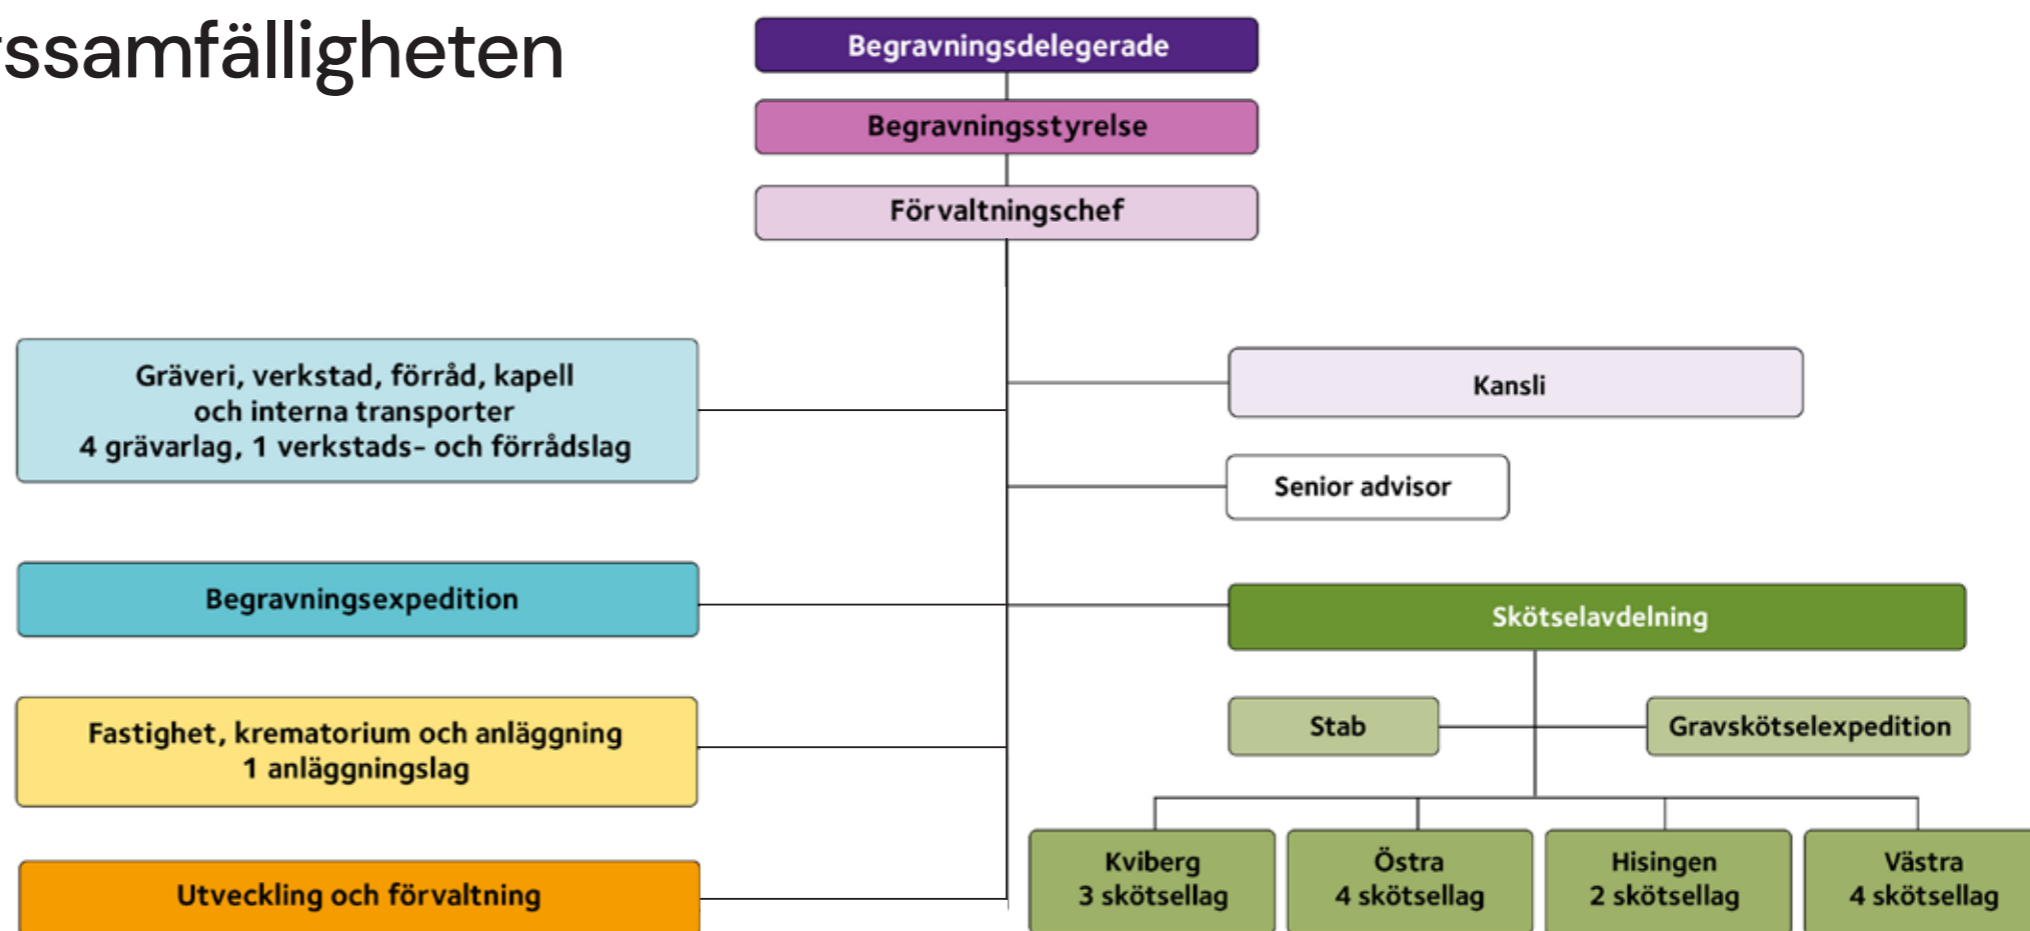 rssamfälligheten
Begravningsdelegerade
Begravningsstyrelse
Förvaltningschef
Gräveri, verkstad, förråd, kapell
och interna transporter
4 grävarlag, 1 verkstads- och förrådslag
Kansli
Senior advisor
Begravningsexpedition
Skötselavdelning
Fastighet, krematorium och anläggning
1 anläggningslag
Stab
Gravskötselexpedition
Utveckling och förvaltning
Kviberg
3 skötsellag
Östra
4 skötsellag
Hisingen
2 skötsellag
Västra
4 skötsellag